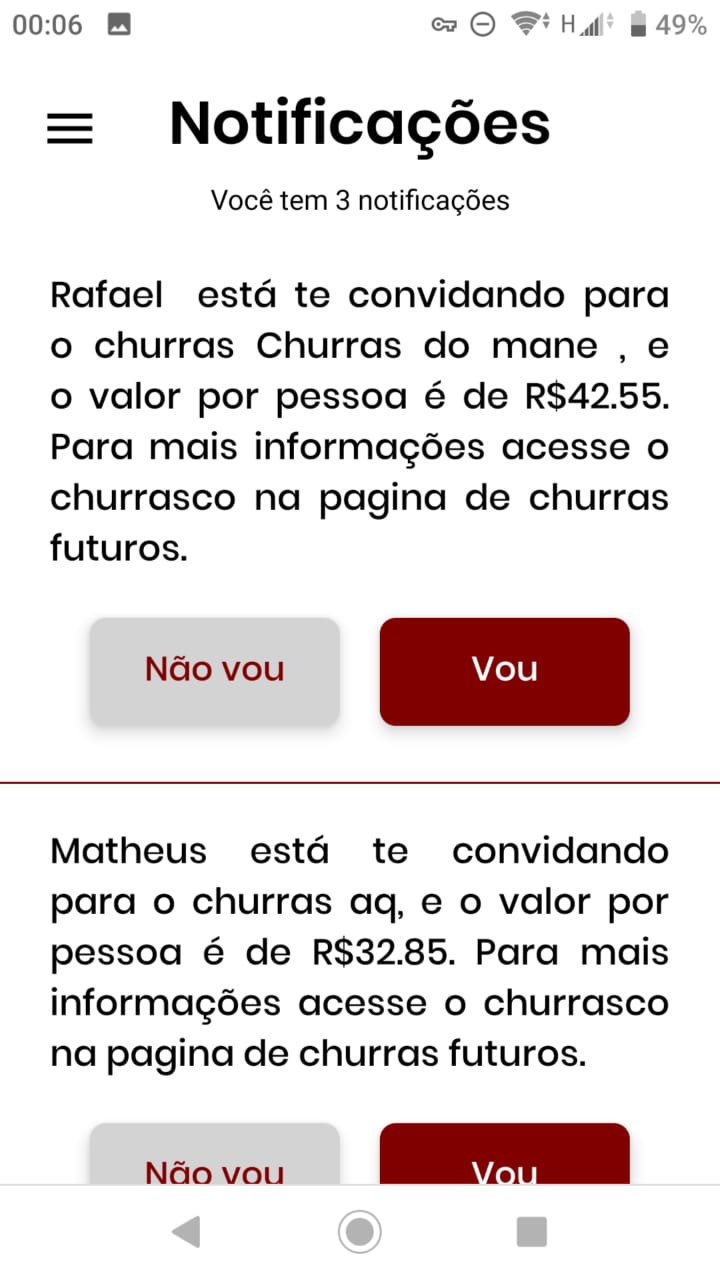 00:06 H 49%
Notificações
Você tem 3 notificações
Rafael está te convidando para
o churras Churras do mane , e
o valor por pessoa é de R$42.55.
Para mais informações acesse o
churrasco na pagina de churras
futuros.
Não vou Vou
Matheus está te convidando
para o churras aq, e o valor por
pessoa é de R$32.85. Para mais
informações acesse o churrasco
na pagina de churras futuros.
Não vou Vou